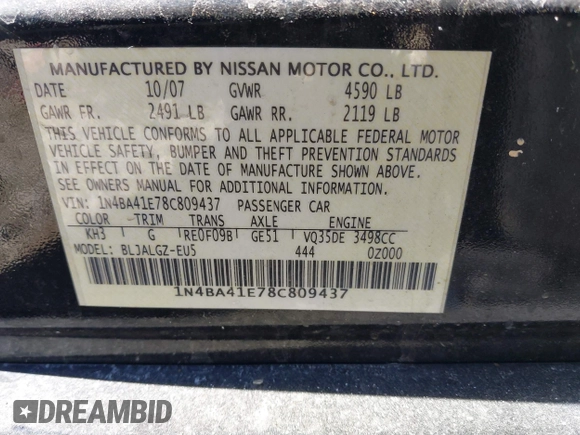 MANUFACTURED BY NISSAN MOTOR CO., LTD.
DATE 10/07 GVWR 4590 LB
GAWR FR. 2491 LB GAWR RR. 2119 LB
THIS VEHICLE CONFORMS TO ALL APPLICABLE FEDERAL MOTOR
VEHICLE SAFETY, BUMPER AND THEFT PREVENTION STANDARDS
IN EFFECT ON THE DATE OF MANUFACTURE SHOWN ABOVE.
SEE OWNERS MANUAL FOR ADDITIONAL INFORMATION.
VIN: 1N4BA41E78C809437 PASSENGER CAR
COLOR TRIM TRANS AXLE ENGINE
KH3 G RE0F09B GE51 VQ35DE 3498CC
MODEL: BLJALGZ-EU5 444 0Z000
1N4BA41E78C809437
DREAMBID